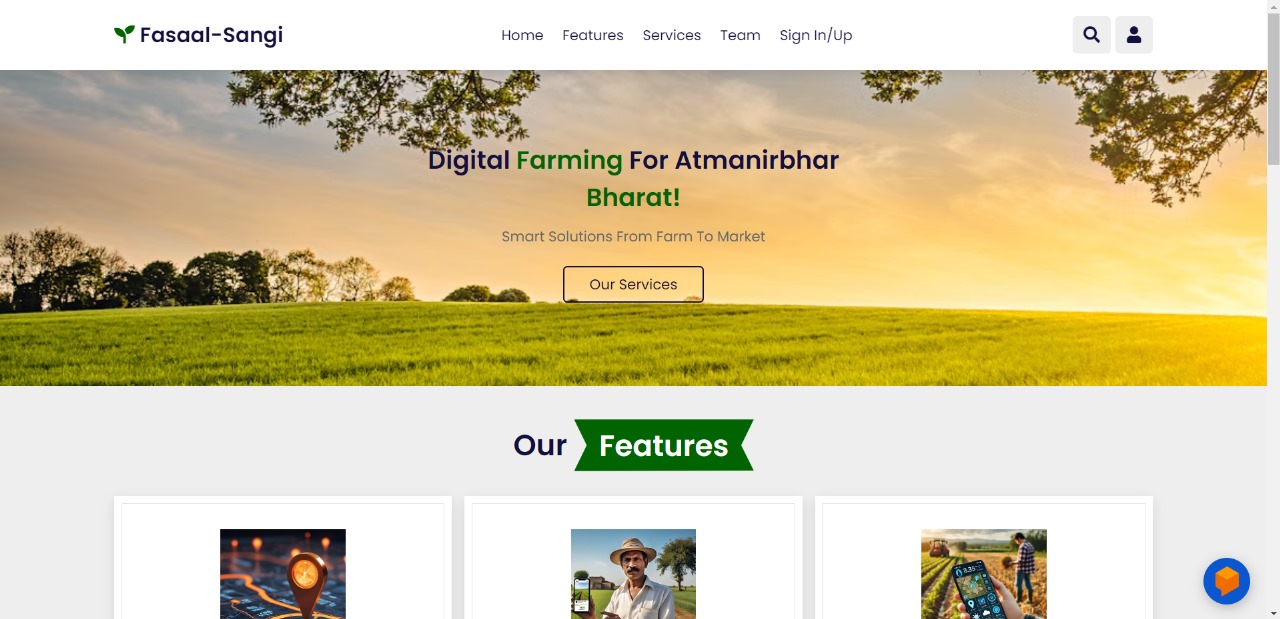 Fasaal-Sangi
Home Features Services Team Sign In/Up
Digital Farming For Atmanirbhar
Bharat!
Smart Solutions From Farm To Market
Our Services
Our Features